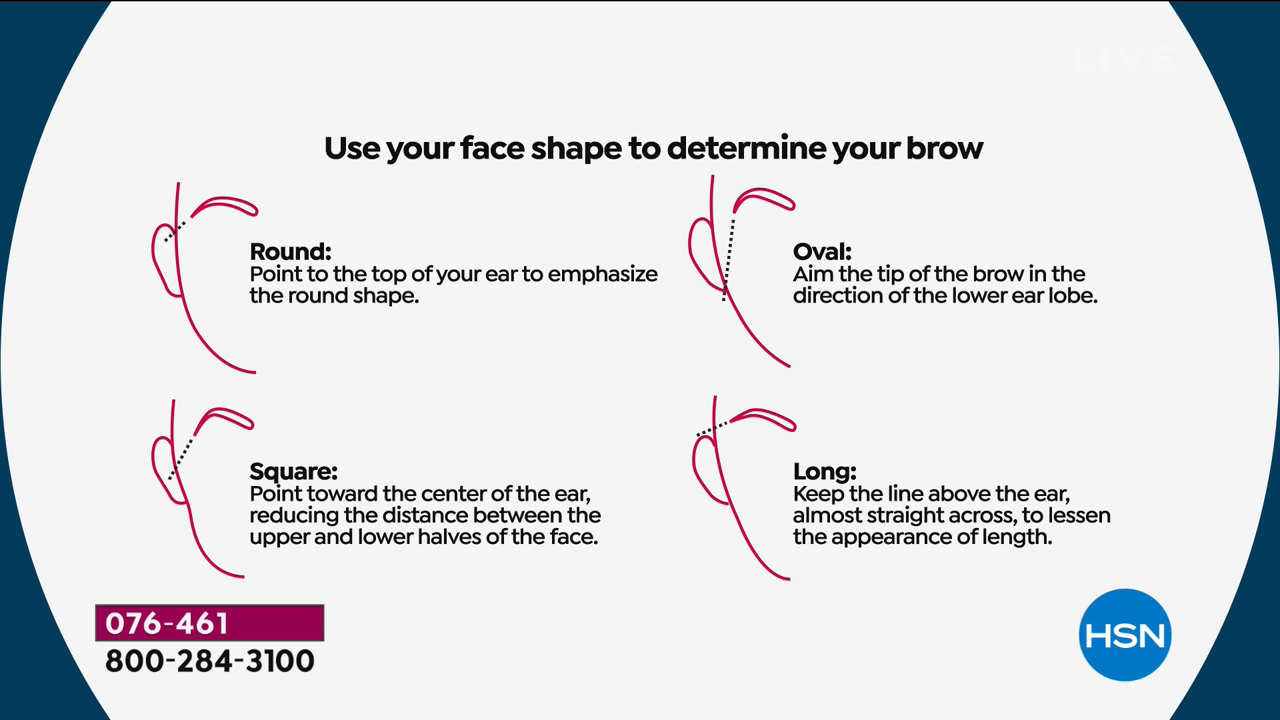 LIVE
Use your face shape to determine your brow
Round:
Point to the top of your ear to emphasize
the round shape.
Oval:
Aim the tip of the brow in the
direction of the lower ear lobe.
Square:
Point toward the center of the ear,
reducing the distance between the
upper and lower halves of the face.
Long:
Keep the line above the ear,
almost straight across, to lessen
the appearance of length.
076-461
800-284-3100
HSN